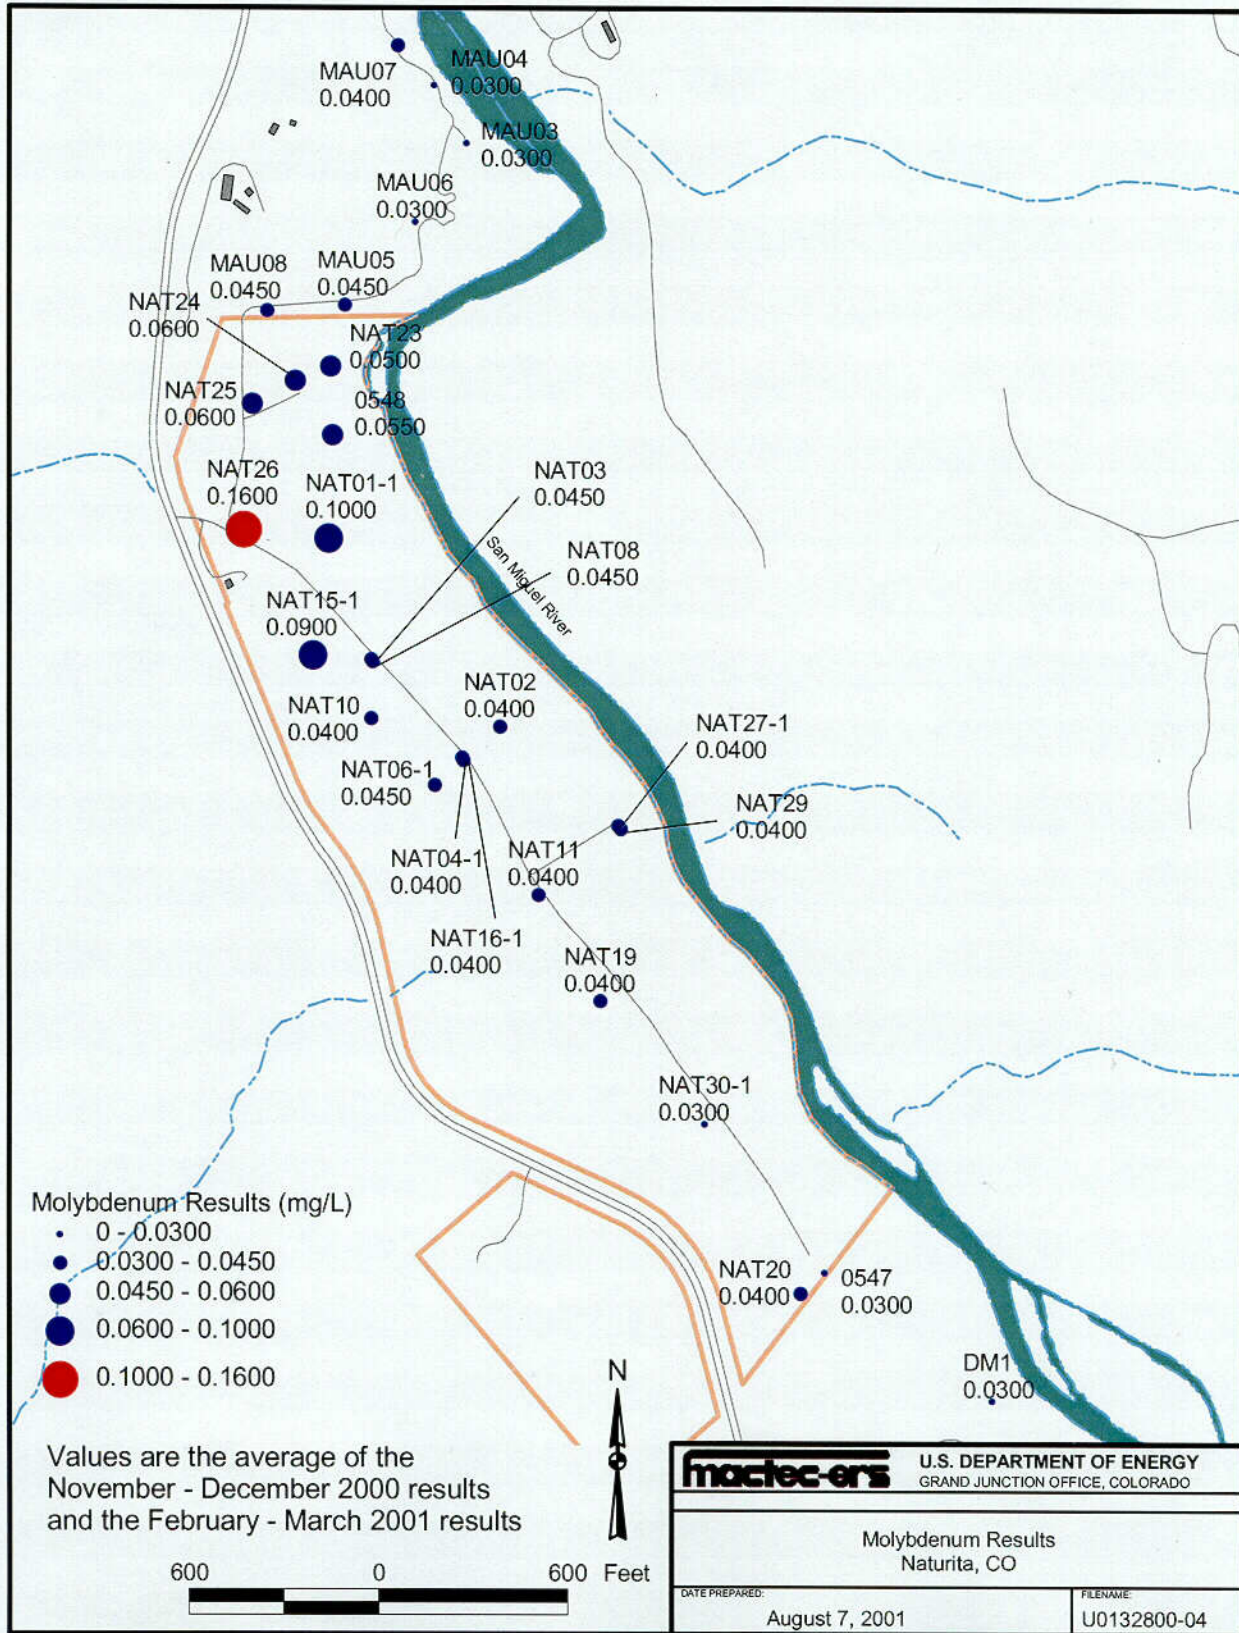 MAU07
0.0400
MAU04
0.0300
MAU03
0.0300
MAU06
0.0300
MAU08
0.0450
MAU05
0.0450
NAT24
0.0600
NAT23
0.0500
NAT25
0.0600
0548
0.0550
NAT26
0.1600
NAT01-1
0.1000
NAT03
0.0450
NAT08
0.0450
San Miguel River
NAT15-1
0.0900
NAT10
0.0400
NAT02
0.0400
NAT27-1
0.0400
NAT06-1
0.0450
NAT29
0.0400
NAT04-1
0.0400
NAT11
0.0400
NAT16-1
0.0400
NAT19
0.0400
NAT30-1
0.0300
NAT20
0.0400
0547
0.0300
DM1
0.0300
Molybdenum Results (mg/L)
0 - 0.0300
0.0300 - 0.0450
0.0450 - 0.0600
0.0600 - 0.1000
0.1000 - 0.1600
Values are the average of the
November - December 2000 results
and the February - March 2001 results
N
600 0 600 Feet
mactec-ers
U.S. DEPARTMENT OF ENERGY
GRAND JUNCTION OFFICE, COLORADO
Molybdenum Results
Naturita, CO
DATE PREPARED:
August 7, 2001
FILENAME:
U0132800-04